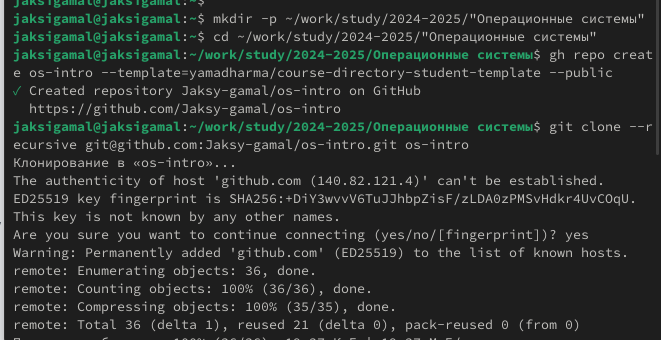 jaksigamal@jaksigamal:~$
jaksigamal@jaksigamal:~$ mkdir -p ~/work/study/2024-2025/"Операционные системы"
jaksigamal@jaksigamal:~$ cd ~/work/study/2024-2025/"Операционные системы"
jaksigamal@jaksigamal:~/work/study/2024-2025/Операционные системы$ gh repo creat
e os-intro --template=yamadharma/course-directory-student-template --public
✓ Created repository Jaksy-gamal/os-intro on GitHub
  https://github.com/Jaksy-gamal/os-intro
jaksigamal@jaksigamal:~/work/study/2024-2025/Операционные системы$ git clone --r
ecursive git@github.com:Jaksy-gamal/os-intro.git os-intro
Клонирование в «os-intro»...
The authenticity of host 'github.com (140.82.121.4)' can't be established.
ED25519 key fingerprint is SHA256:+DiY3wvvV6TuJJhbpZisF/zLDA0zPMSvHdkr4UvCOqU.
This key is not known by any other names.
Are you sure you want to continue connecting (yes/no/[fingerprint])? yes
Warning: Permanently added 'github.com' (ED25519) to the list of known hosts.
remote: Enumerating objects: 36, done.
remote: Counting objects: 100% (36/36), done.
remote: Compressing objects: 100% (35/35), done.
remote: Total 36 (delta 1), reused 21 (delta 0), pack-reused 0 (from 0)